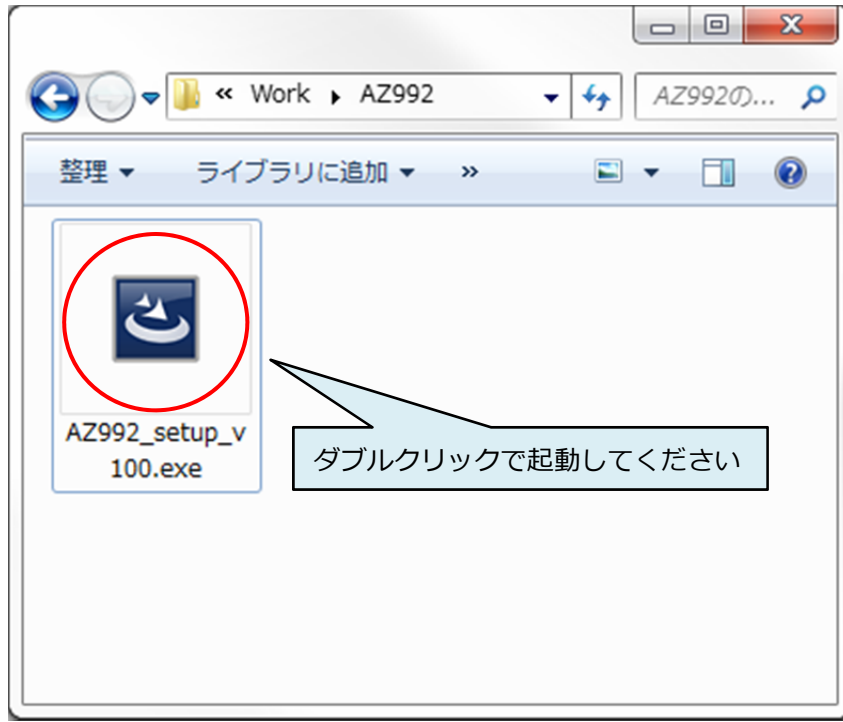 « Work ▸ AZ992
AZ992の...
整理 ▼ ライブラリに追加 ▼ »
AZ992_setup_v
100.exe
ダブルクリックで起動してください